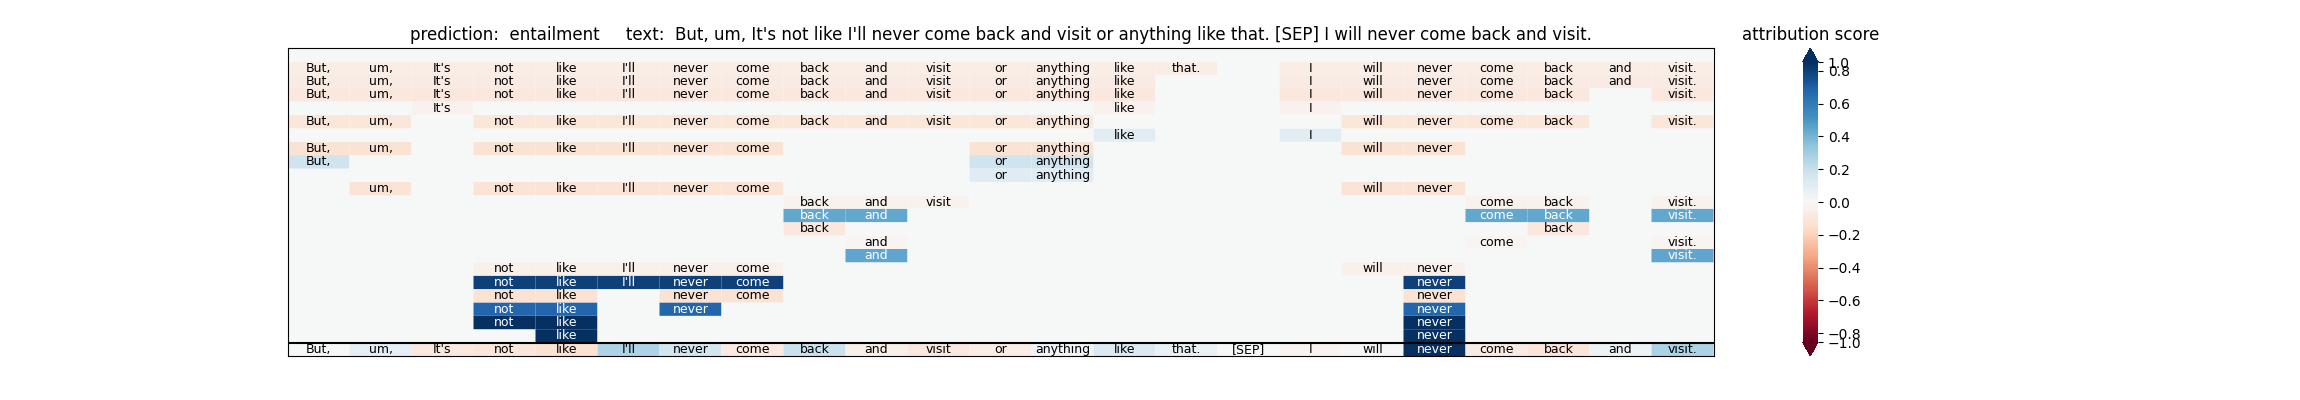 prediction:  entailment     text:  But, um, It's not like I'll never come back and visit or anything like that. [SEP] I will never come back and visit.
attribution score
But, um, It's not like I'll never come back and visit or anything like that. I will never come back and visit.
But, um, It's not like I'll never come back and visit or anything like I will never come back and visit.
But, um, It's not like I'll never come back and visit or anything like I will never come back visit.
It's like I
But, um, not like I'll never come back and visit or anything will never come back visit.
like I
But, um, not like I'll never come or anything will never
But, or anything
or anything
um, not like I'll never come will never
back and visit come back visit.
back and come back visit.
back back
and come visit.
and visit.
not like I'll never come will never
not like I'll never come never
not like never come never
not like never never
not like never
like never
But, um, It's not like I'll never come back and visit or anything like that. [SEP] I will never come back and visit.
1.0
0.8
0.6
0.4
0.2
0.0
−0.2
−0.4
−0.6
−0.8
−1.0